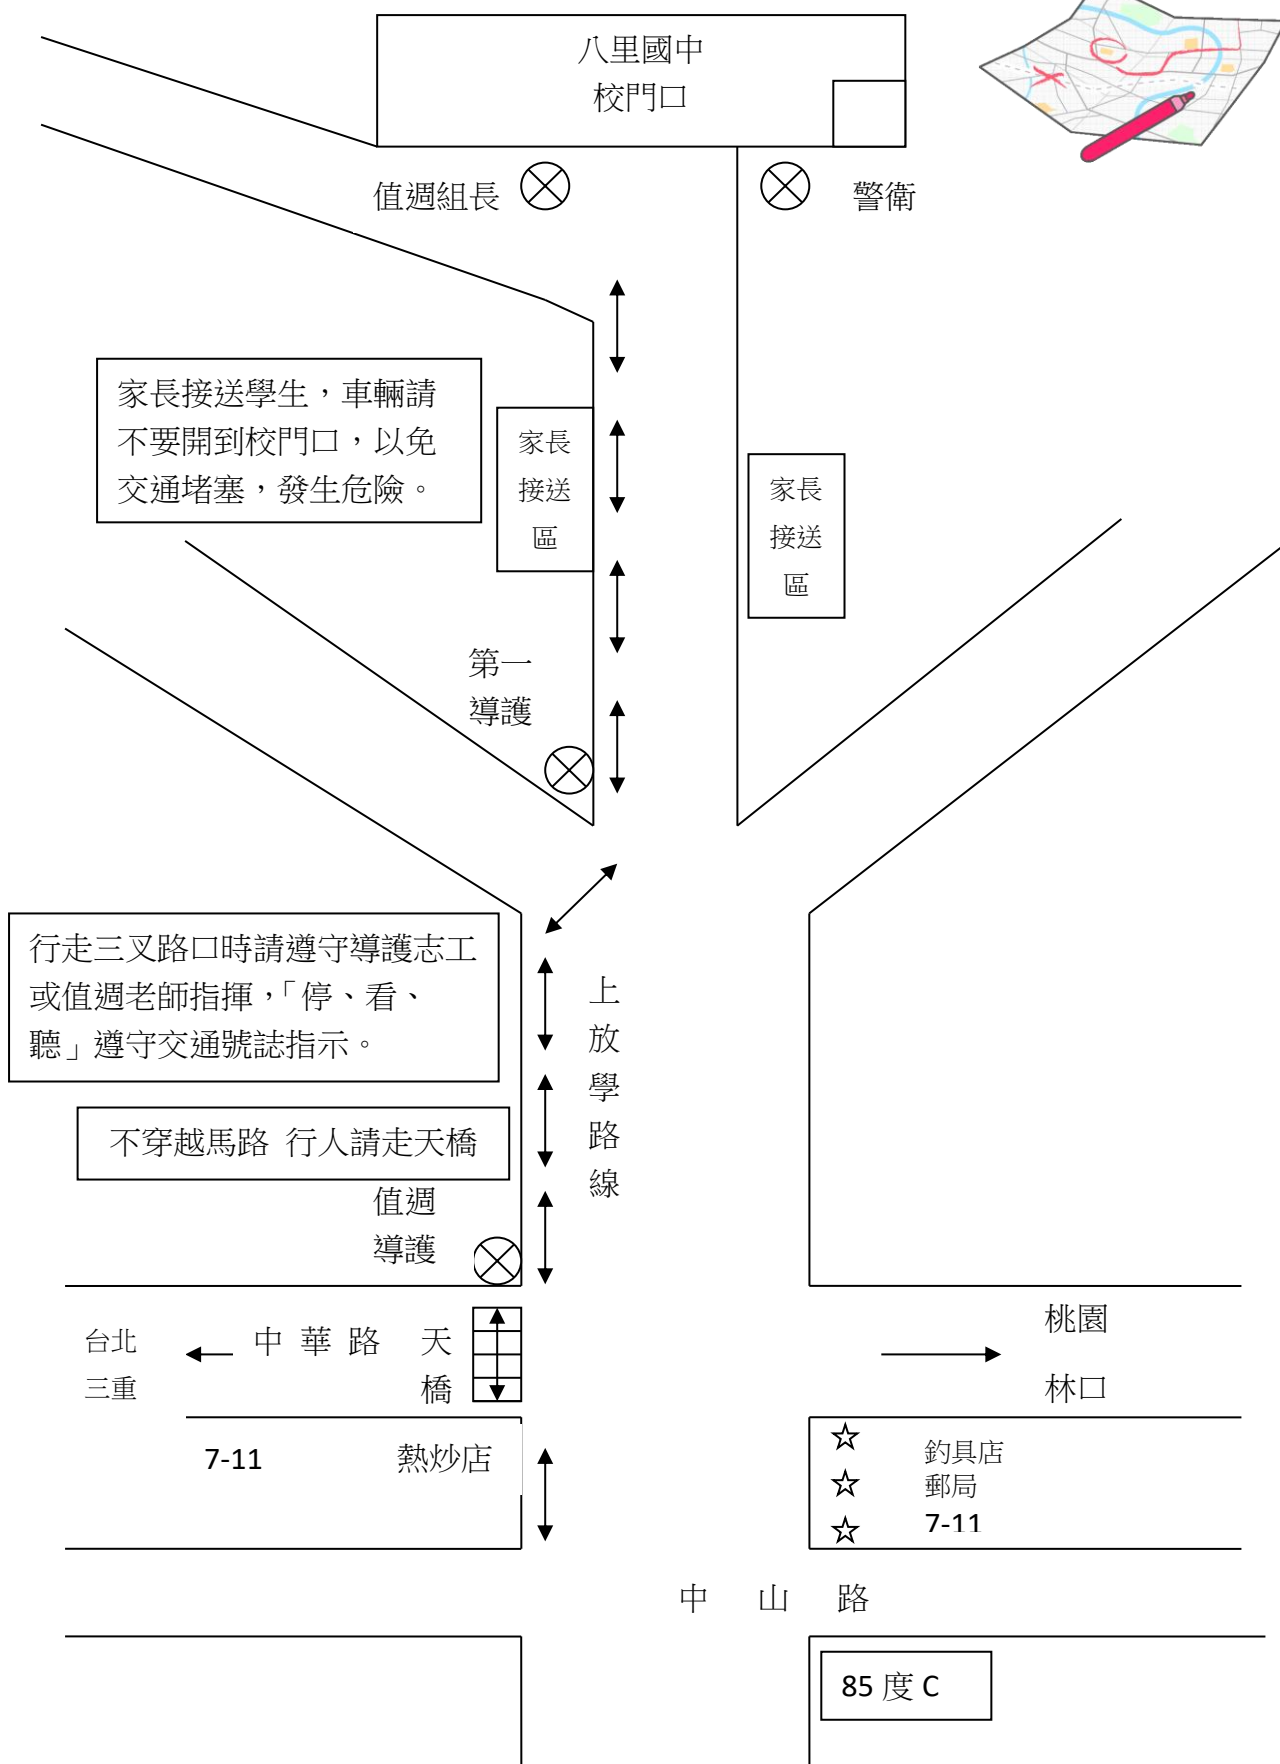 八里國中
校門口
值週組長
警衛
家長接送學生，車輛請
不要開到校門口，以免
交通堵塞，發生危險。
家長
接送
區
家長
接送
區
第一
導護
行走三叉路口時請遵守導護志工
或值週老師指揮，「停、看、
聽」遵守交通號誌指示。
上
放
學
路
線
不穿越馬路 行人請走天橋
值週
導護
台北
三重
中 華 路
天
橋
桃園
林口
7-11
熱炒店
釣具店
郵局
7-11
中 山 路
85 度 C